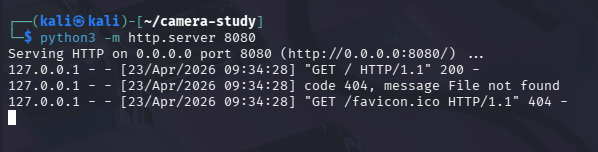 ┌──(kali㉿kali)-[~/camera-study]
└─$ python3 -m http.server 8080
Serving HTTP on 0.0.0.0 port 8080 (http://0.0.0.0:8080/) ...
127.0.0.1 - - [23/Apr/2026 09:34:28] "GET / HTTP/1.1" 200 -
127.0.0.1 - - [23/Apr/2026 09:34:28] code 404, message File not found
127.0.0.1 - - [23/Apr/2026 09:34:28] "GET /favicon.ico HTTP/1.1" 404 -